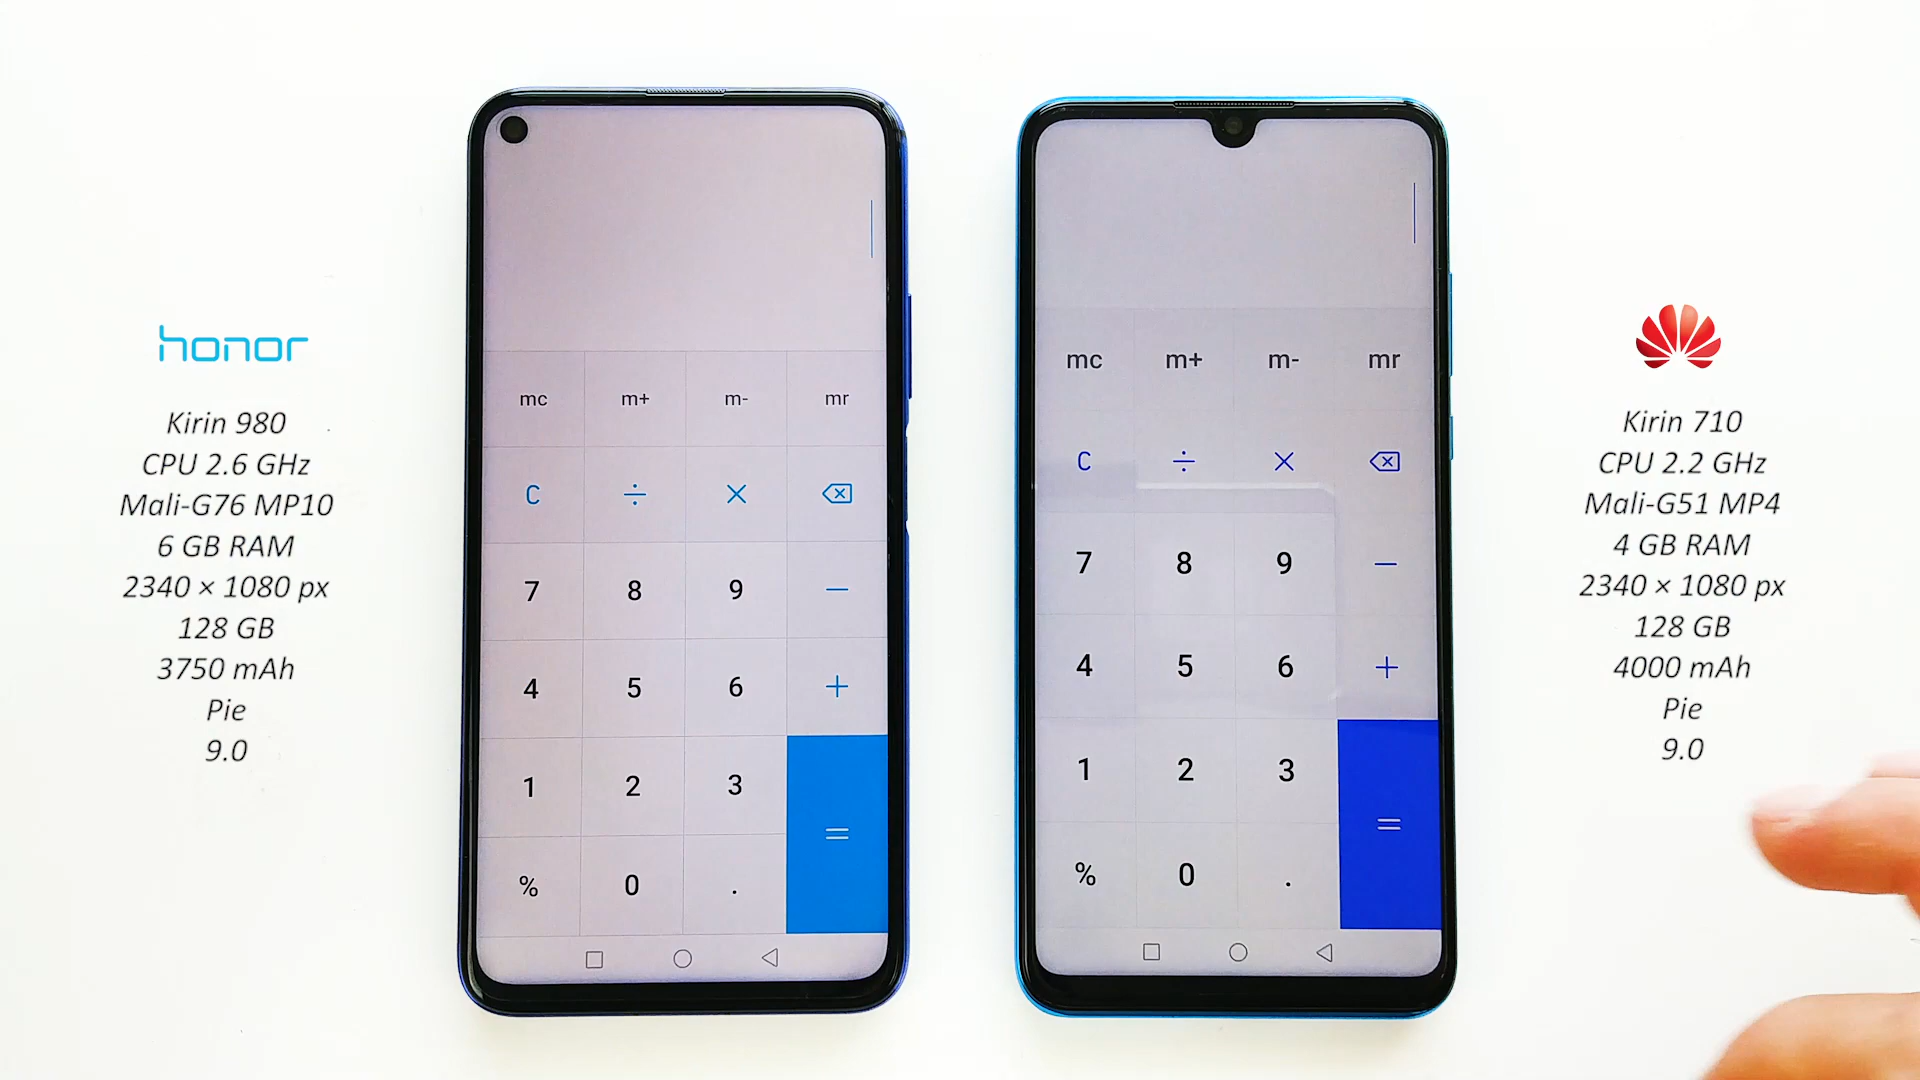 honor
Kirin 980
CPU 2.6 GHz
Mali-G76 MP10
6 GB RAM
2340 × 1080 px
128 GB
3750 mAh
Pie
9.0
mc m+ m- mr
C ÷ ×
7 8 9 −
4 5 6 +
1 2 3
% 0 . =
mc m+ m- mr
C ÷ ×
7 8 9 −
4 5 6 +
1 2 3
% 0 . =
Kirin 710
CPU 2.2 GHz
Mali-G51 MP4
4 GB RAM
2340 × 1080 px
128 GB
4000 mAh
Pie
9.0